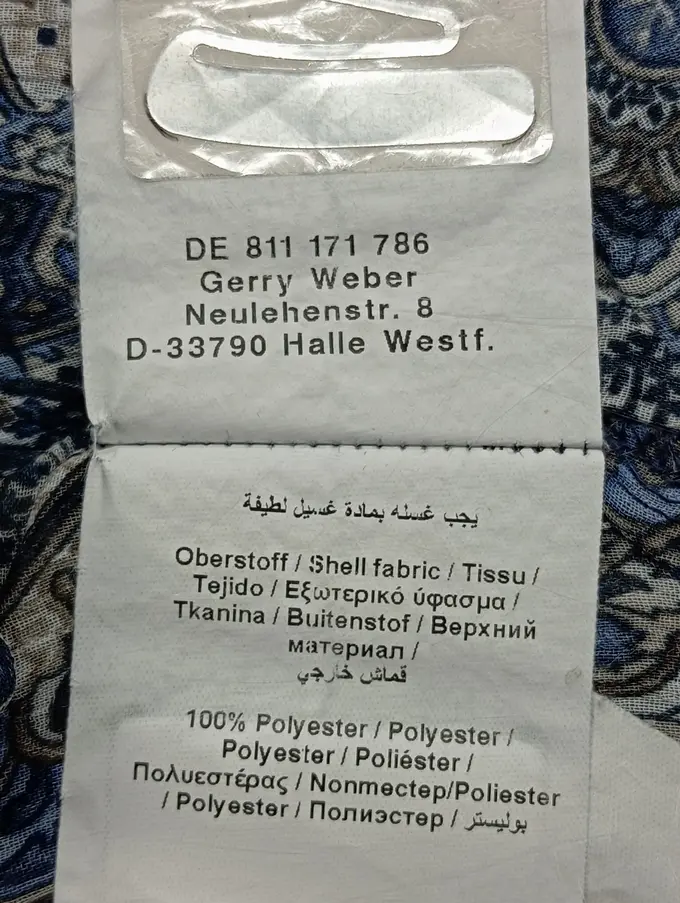 DE 811 171 786
Gerry Weber
Neulehenstr. 8
D-33790 Halle Westf.
يجب غسله بمادة غسيل لطيفة
Oberstoff / Shell fabric / Tissu /
Tejido / Εξωτερικό ύφασμα /
Tkanina / Buitenstof / Верхний
материал /
قماش خارجي
100% Polyester / Polyester /
Polyester / Poliéster /
Πολυεστέρας / Nonmecтep/Poliester
/ Polyester / Полиэстер / بوليستر